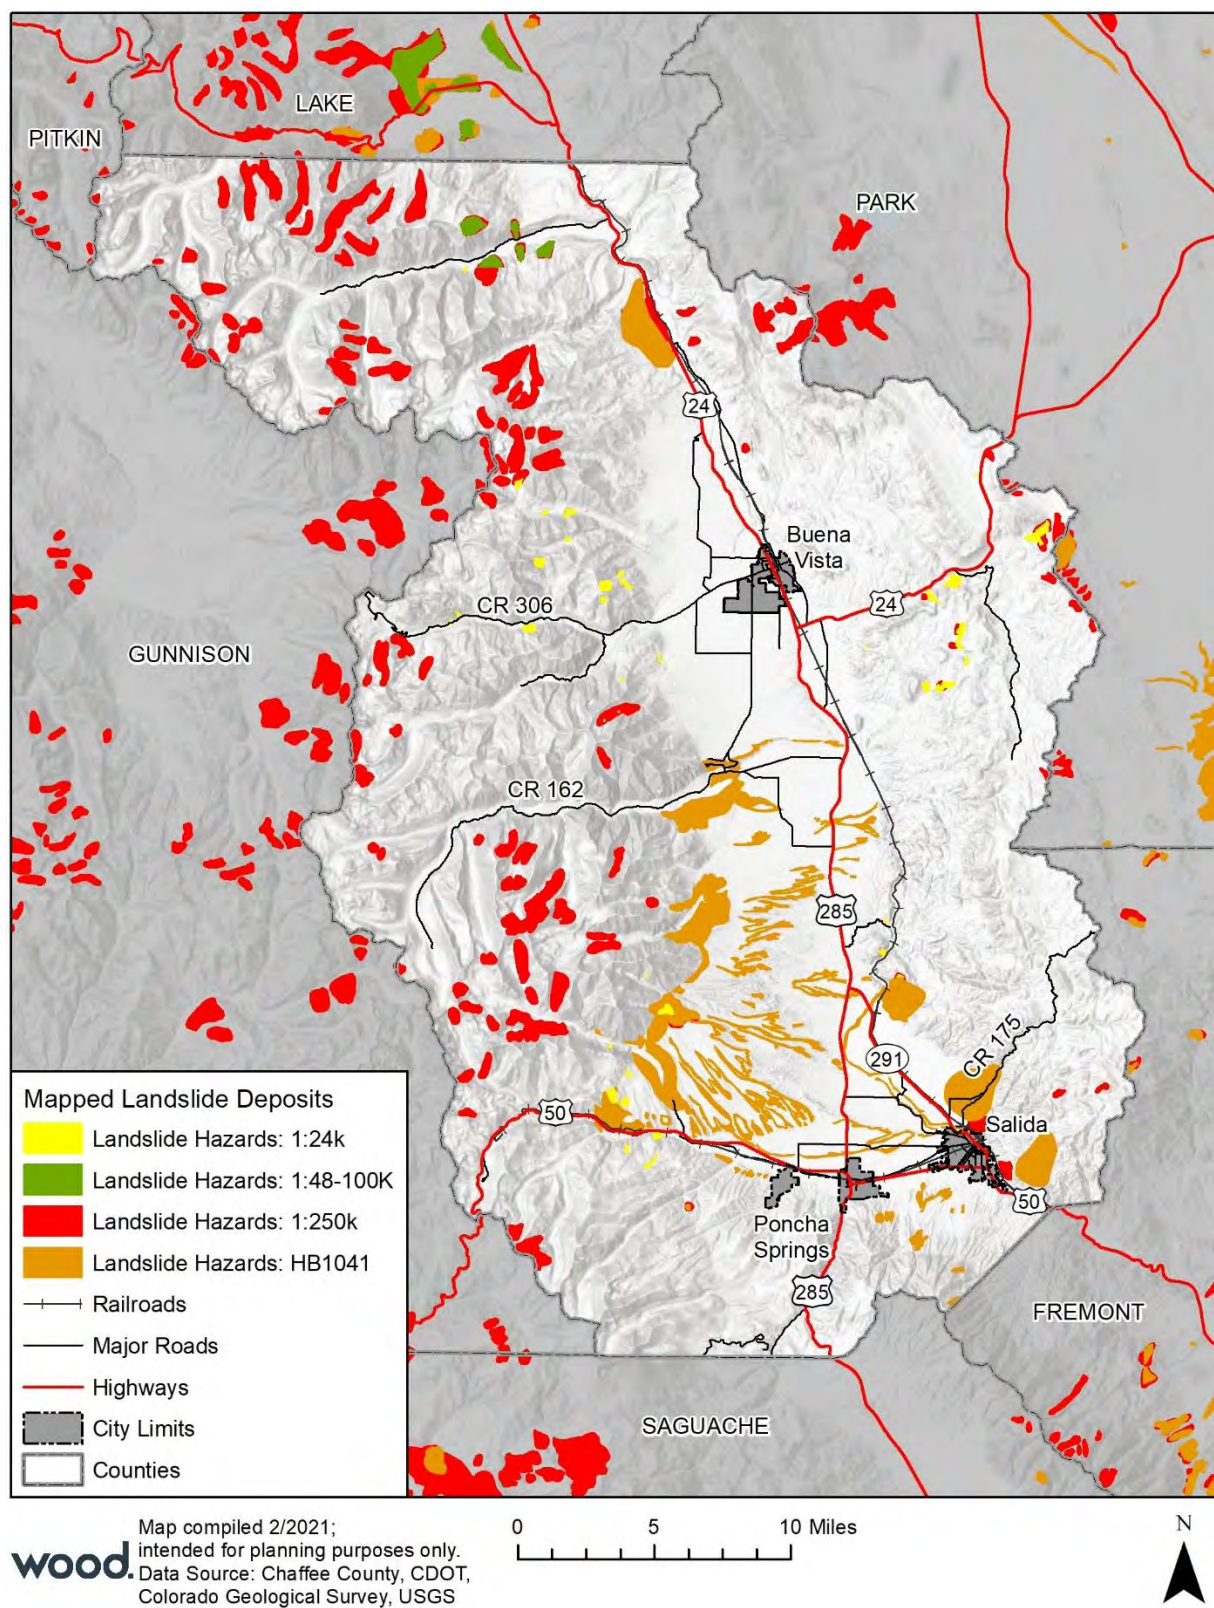 LAKE
PITKIN
PARK
24
Buena
Vista
CR 306
24
GUNNISON
CR 162
285
CR 175
291
50
Salida
Poncha
Springs
50
285
FREMONT
SAGUACHE
Mapped Landslide Deposits
Landslide Hazards: 1:24k
Landslide Hazards: 1:48-100K
Landslide Hazards: 1:250k
Landslide Hazards: HB1041
Railroads
Major Roads
Highways
City Limits
Counties
wood.
Map compiled 2/2021;
intended for planning purposes only.
Data Source: Chaffee County, CDOT,
Colorado Geological Survey, USGS
0 5 10 Miles
N